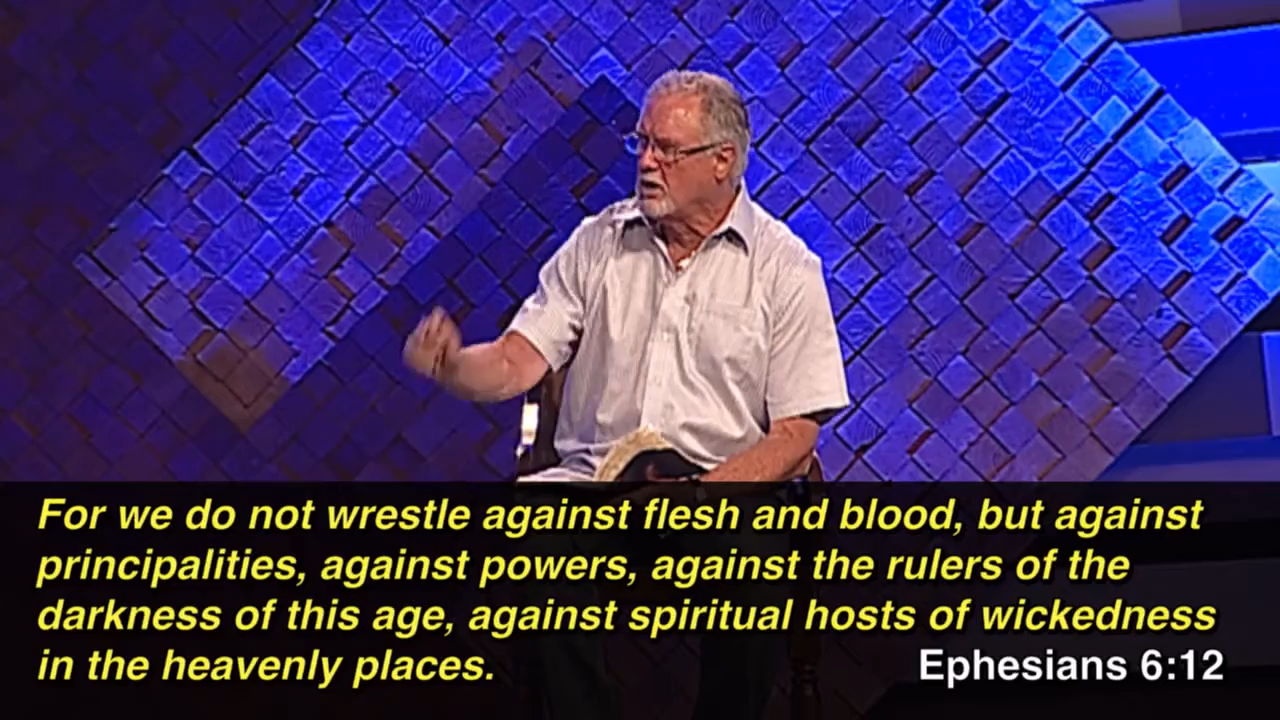 For we do not wrestle against flesh and blood, but against
principalities, against powers, against the rulers of the
darkness of this age, against spiritual hosts of wickedness
in the heavenly places.
Ephesians 6:12